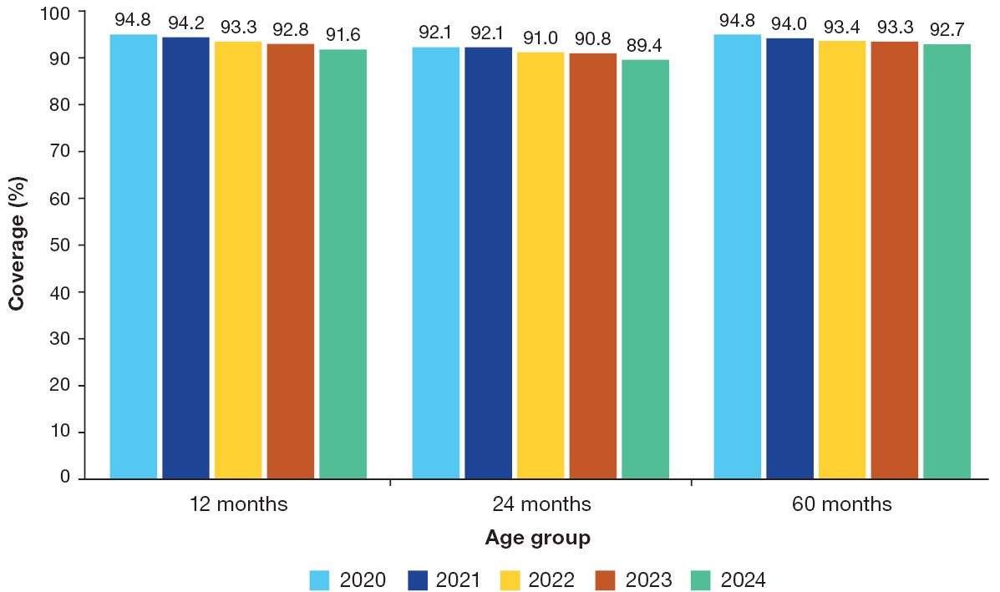 Coverage (%)
100
90
80
70
60
50
40
30
20
10
0
94.8 94.2 93.3 92.8 91.6
92.1 92.1 91.0 90.8 89.4
94.8 94.0 93.4 93.3 92.7
12 months 24 months 60 months
Age group
2020 2021 2022 2023 2024